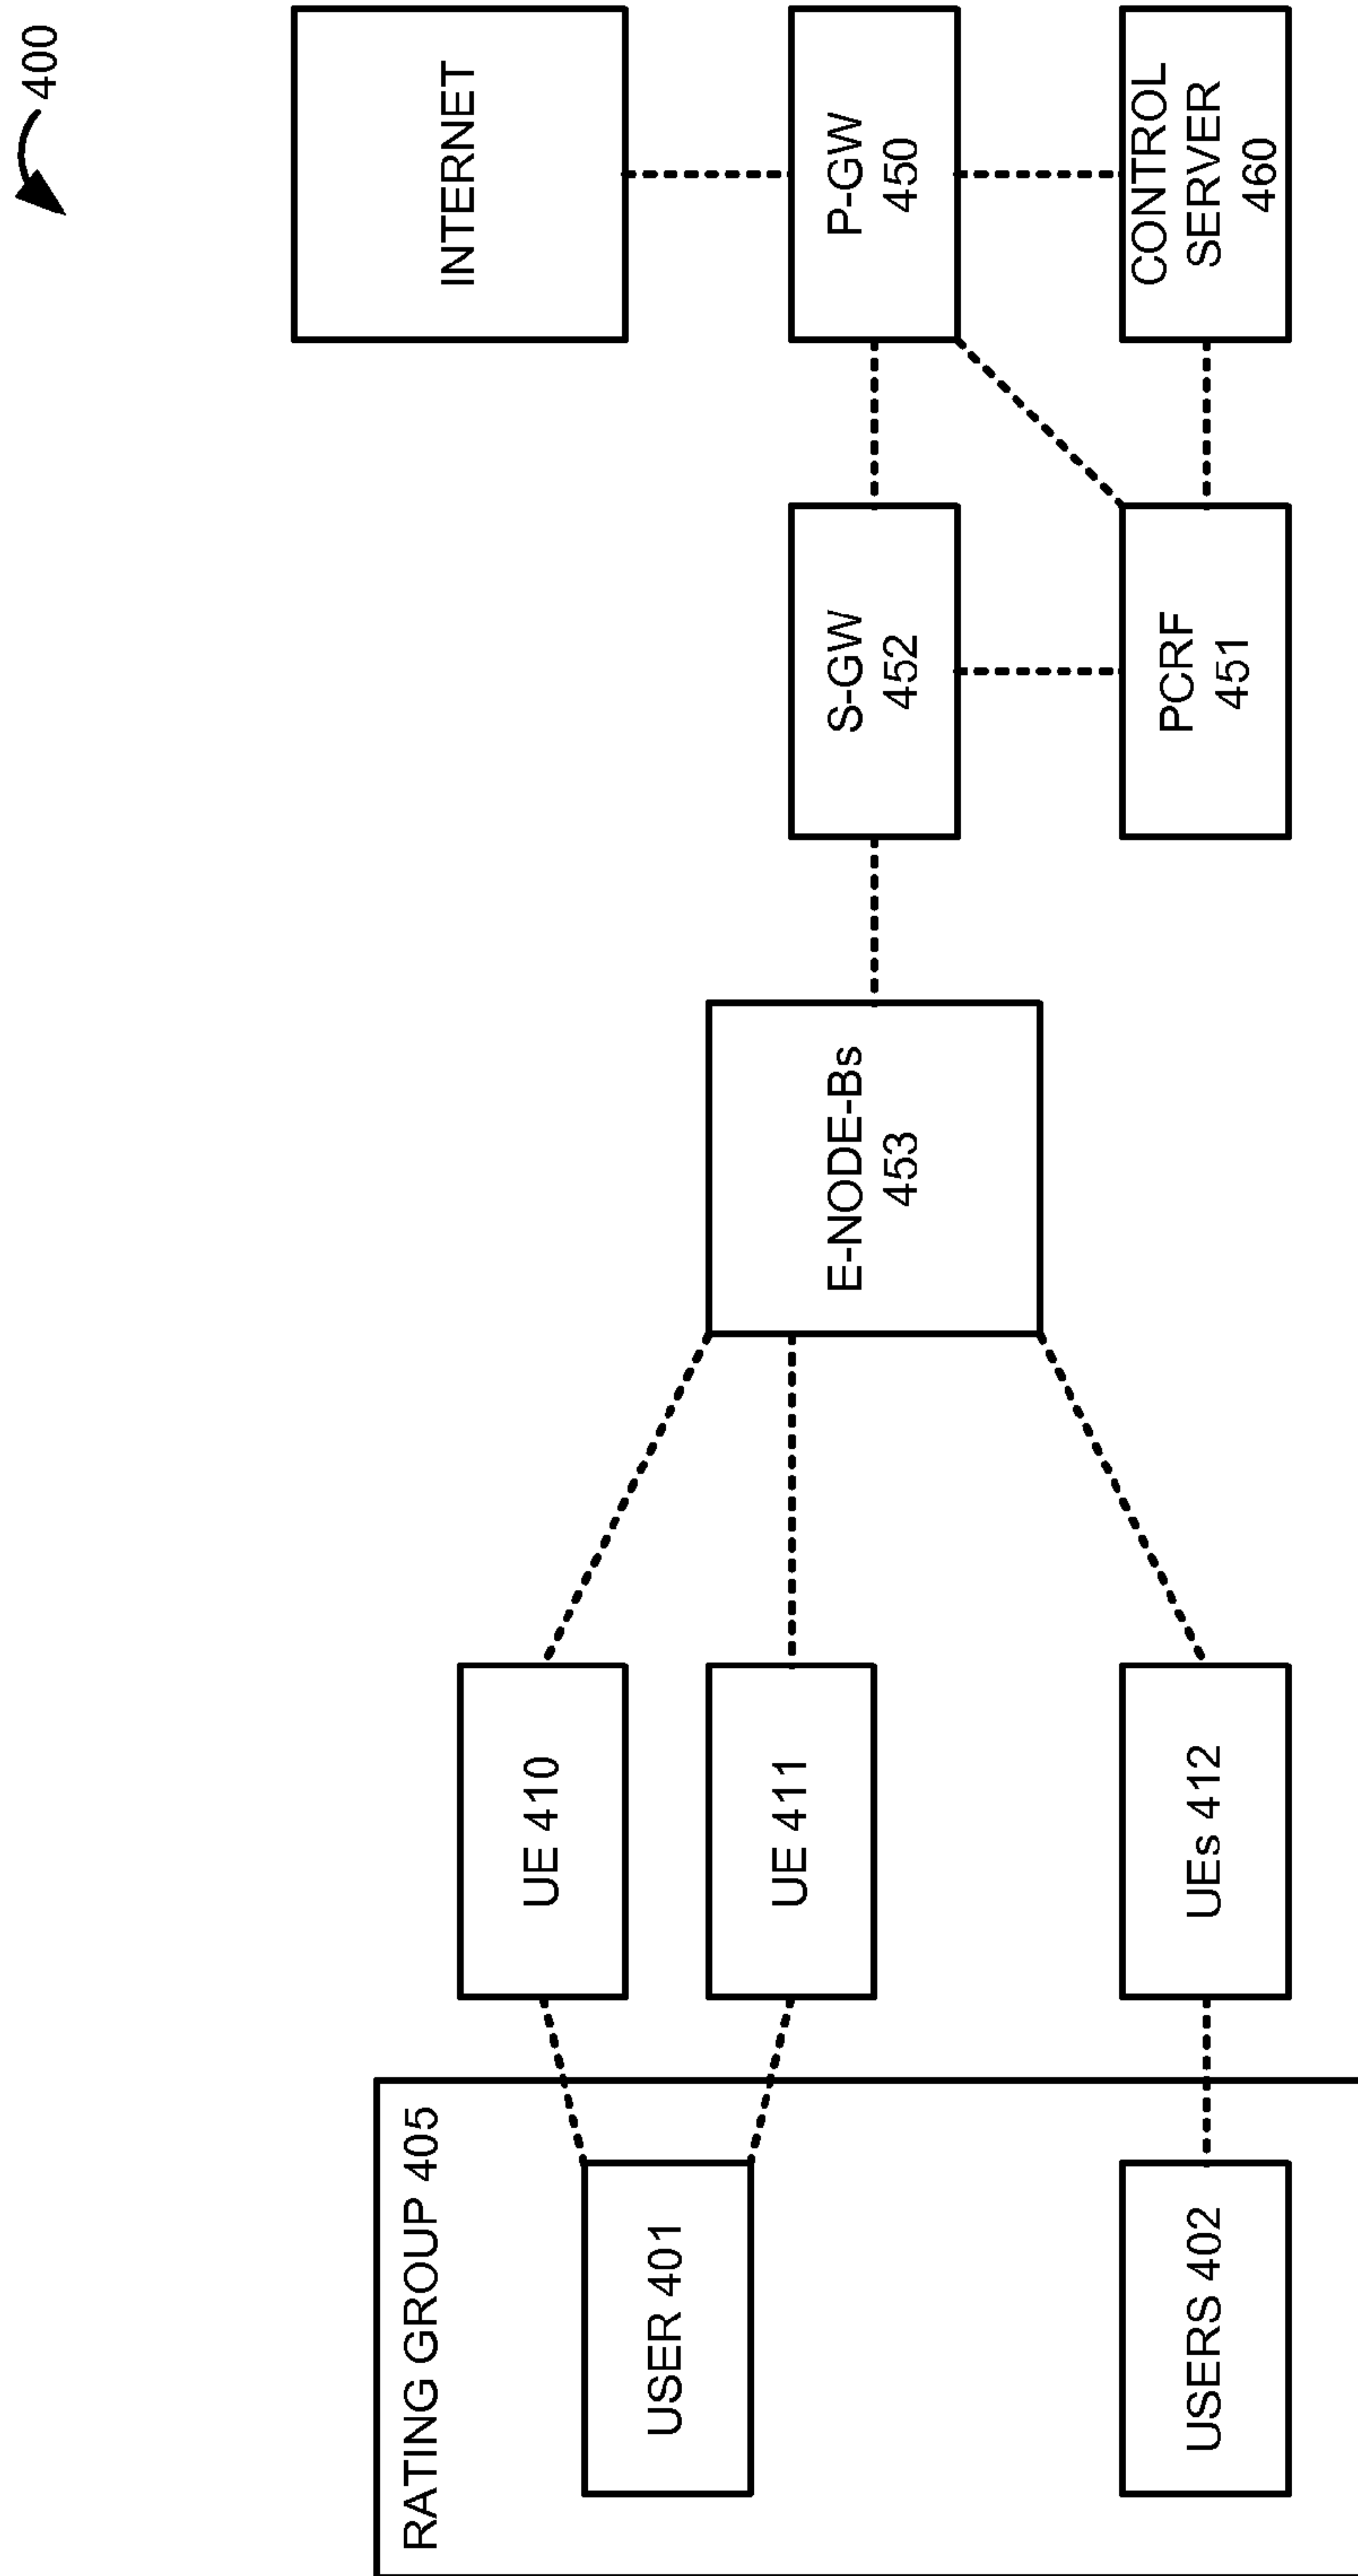 400
RATING GROUP 405
USER 401
USERS 402
UE 410
UE 411
UEs 412
E-NODE-Bs
453
S-GW
452
PCRF
451
INTERNET
P-GW
450
CONTROL
SERVER
460